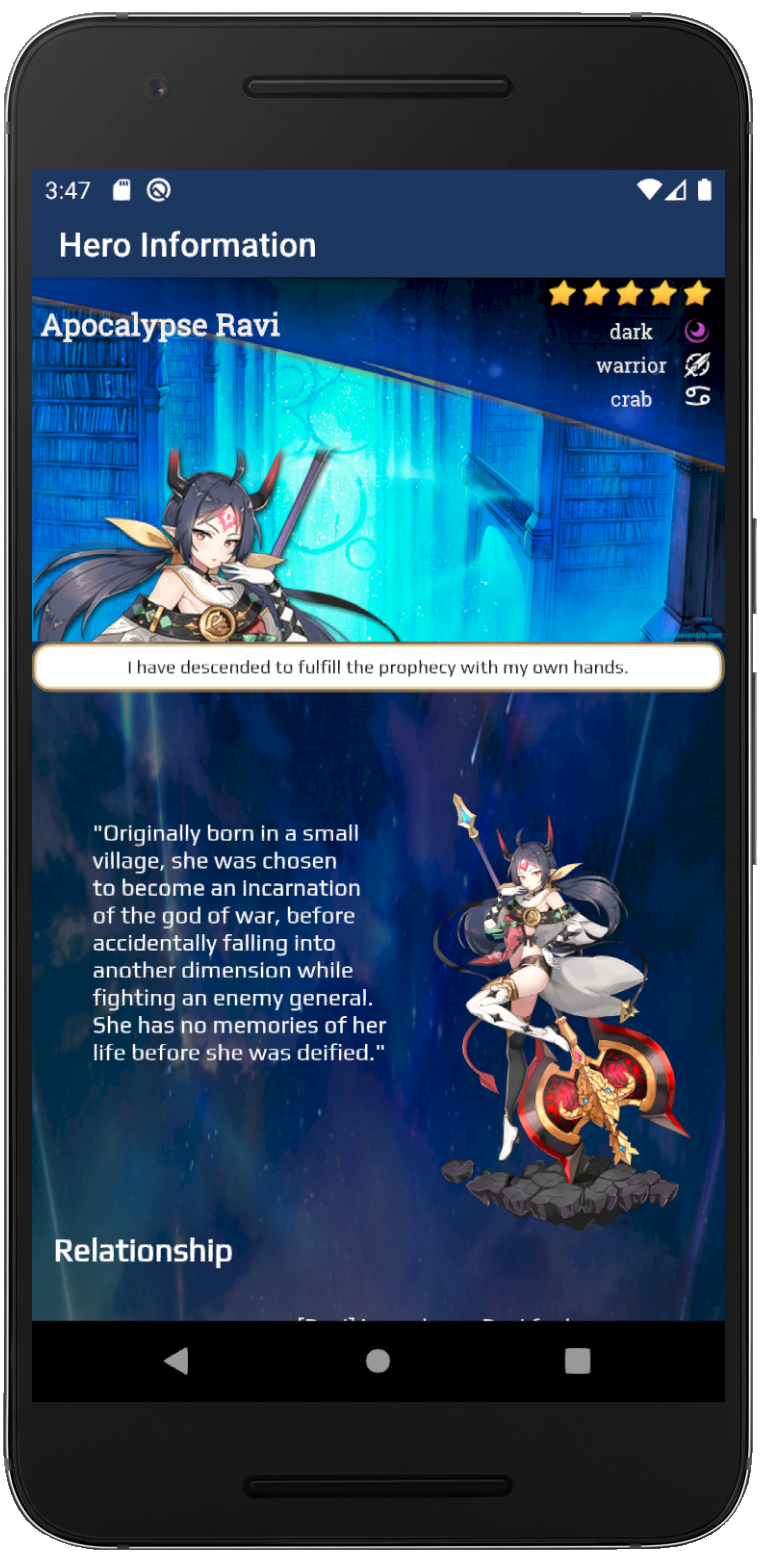 3:47
Hero Information
Apocalypse Ravi
dark
warrior
crab
I have descended to fulfill the prophecy with my own hands.
"Originally born in a small
village, she was chosen
to become an incarnation
of the god of war, before
accidentally falling into
another dimension while
fighting an enemy general.
She has no memories of her
life before she was deified."
Relationship